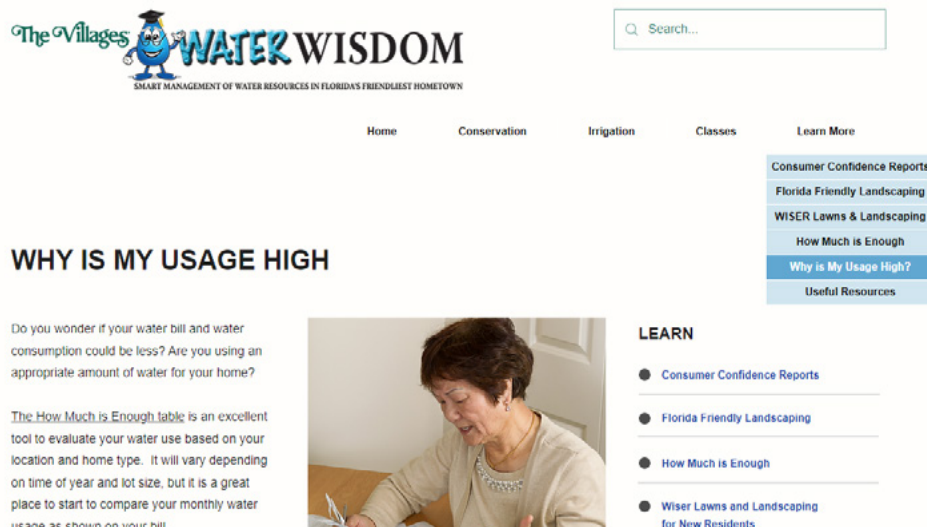 The Villages
WATER WISDOM
SMART MANAGEMENT OF WATER RESOURCES IN FLORIDA'S FRIENDLIEST HOMETOWN
Search...
Home Conservation Irrigation Classes Learn More
Consumer Confidence Reports
Florida Friendly Landscaping
WISER Lawns & Landscaping
How Much is Enough
Why is My Usage High?
Useful Resources
WHY IS MY USAGE HIGH
Do you wonder if your water bill and water
consumption could be less? Are you using an
appropriate amount of water for your home?
The How Much is Enough table is an excellent
tool to evaluate your water use based on your
location and home type. It will vary depending
on time of year and lot size, but it is a great
place to start to compare your monthly water
usage as shown on your bill
LEARN
Consumer Confidence Reports
Florida Friendly Landscaping
How Much is Enough
Wiser Lawns and Landscaping
for New Residents